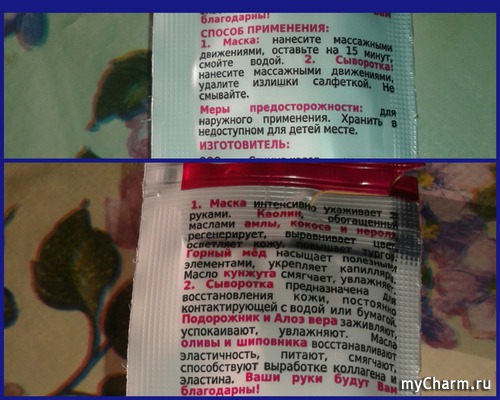 благодарны!
СПОСОБ ПРИМЕНЕНИЯ:
1. Маска: нанесите массажными
движениями, оставьте на 15 минут,
смойте водой. 2. Сыворотка:
нанесите массажными движениями,
удалите излишки салфеткой. Не
смывайте.
Меры предосторожности: для
наружного применения. Хранить в
недоступном для детей месте.
ИЗГОТОВИТЕЛЬ:
1. Маска интенсивно ухаживает за
руками. Каолин, обогащенный
маслами амлы, кокоса и нероли,
регенерирует, выравнивает цвет,
осветляет кожу, повышает тургор.
Горный мёд насыщает полезными
элементами, укрепляет капилляры.
Масло кунжута смягчает, увлажняет.
2. Сыворотка предназначена для
восстановления кожи, постоянно
контактирующей с водой или бумагой.
Подорожник и Алоэ вера заживляют,
успокаивают, увлажняют. Масла
оливы и шиповника восстанавливают
эластичность, питают, смягчают,
способствуют выработке коллагена и
эластина. Ваши руки будут Вам
благодарны!
myCharm.ru